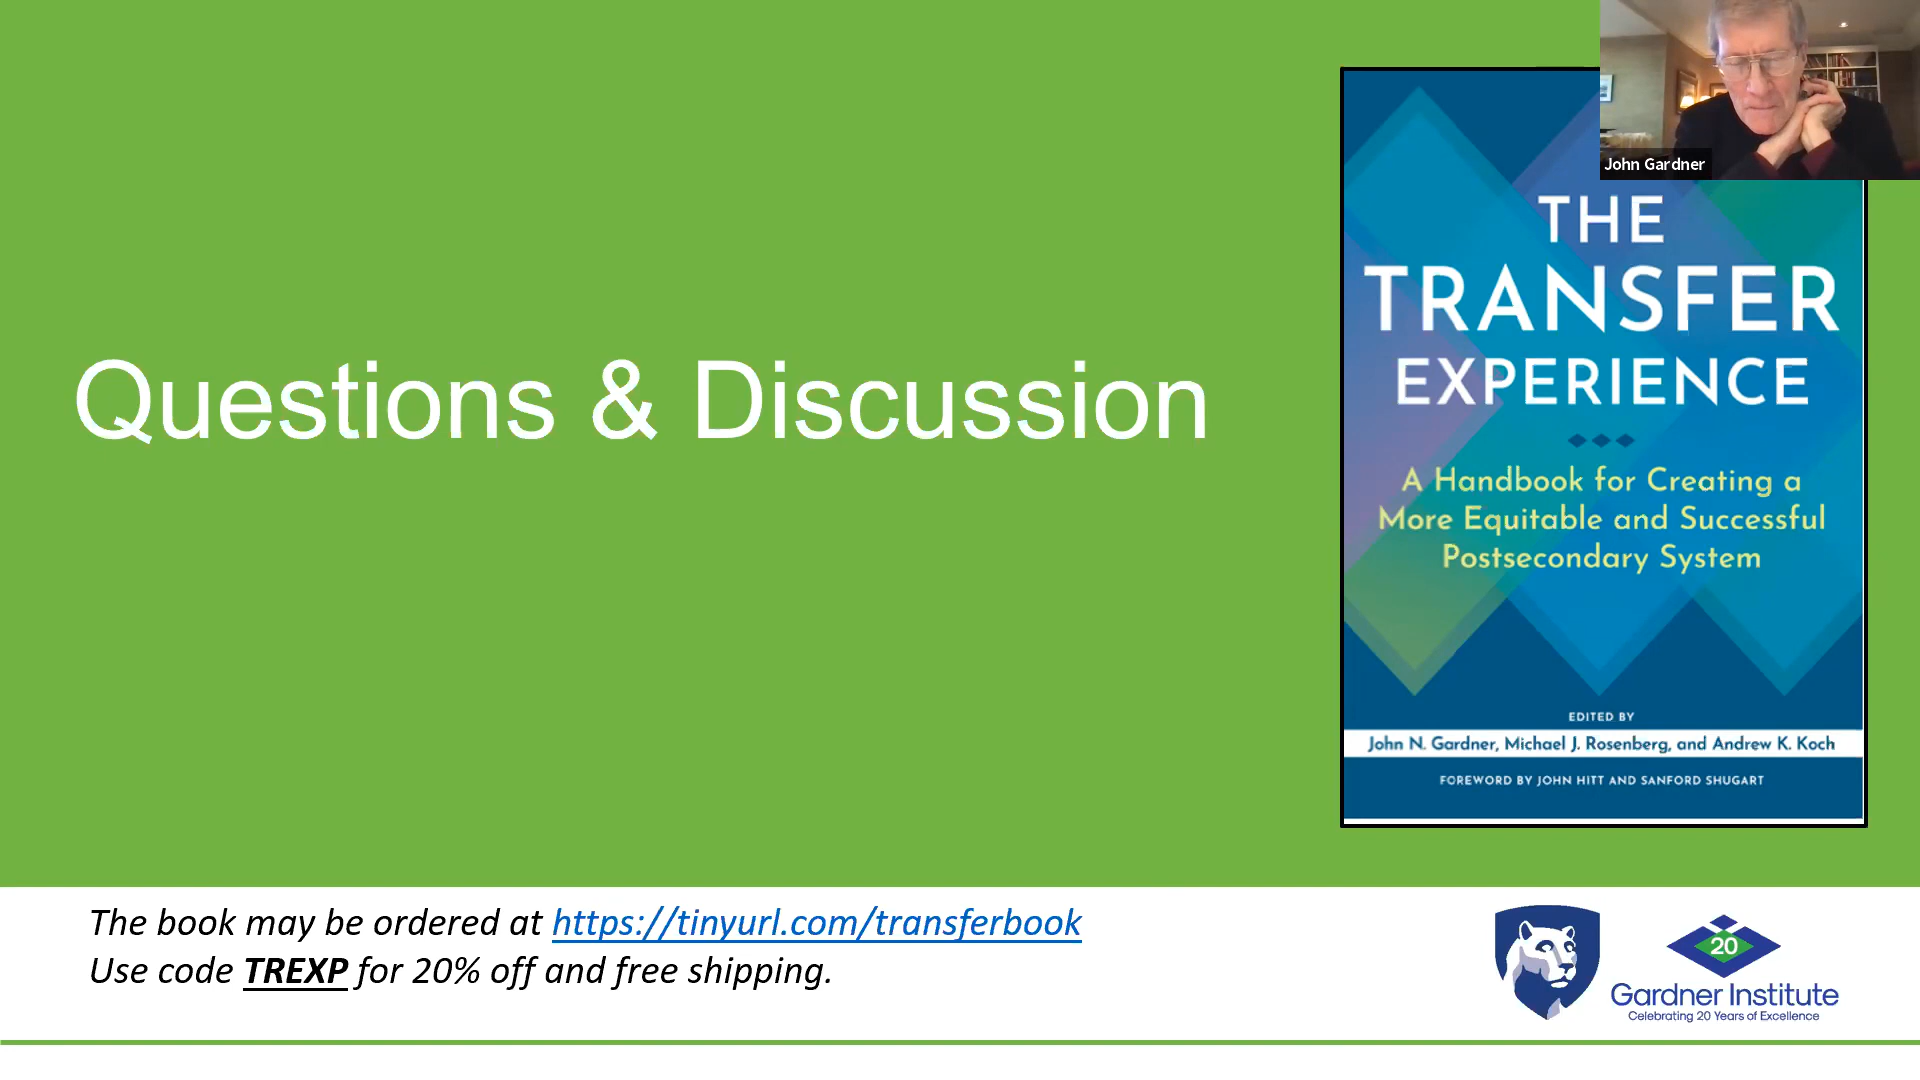 John Gardner
Questions & Discussion
THE
TRANSFER
EXPERIENCE
A Handbook for Creating a
More Equitable and Successful
Postsecondary System
EDITED BY
John N. Gardner, Michael J. Rosenberg, and Andrew K. Koch
FOREWORD BY JOHN HITT AND SANFORD SHUGART
The book may be ordered at https://tinyurl.com/transferbook
Use code TREXP for 20% off and free shipping.
20
Gardner Institute
Celebrating 20 Years of Excellence